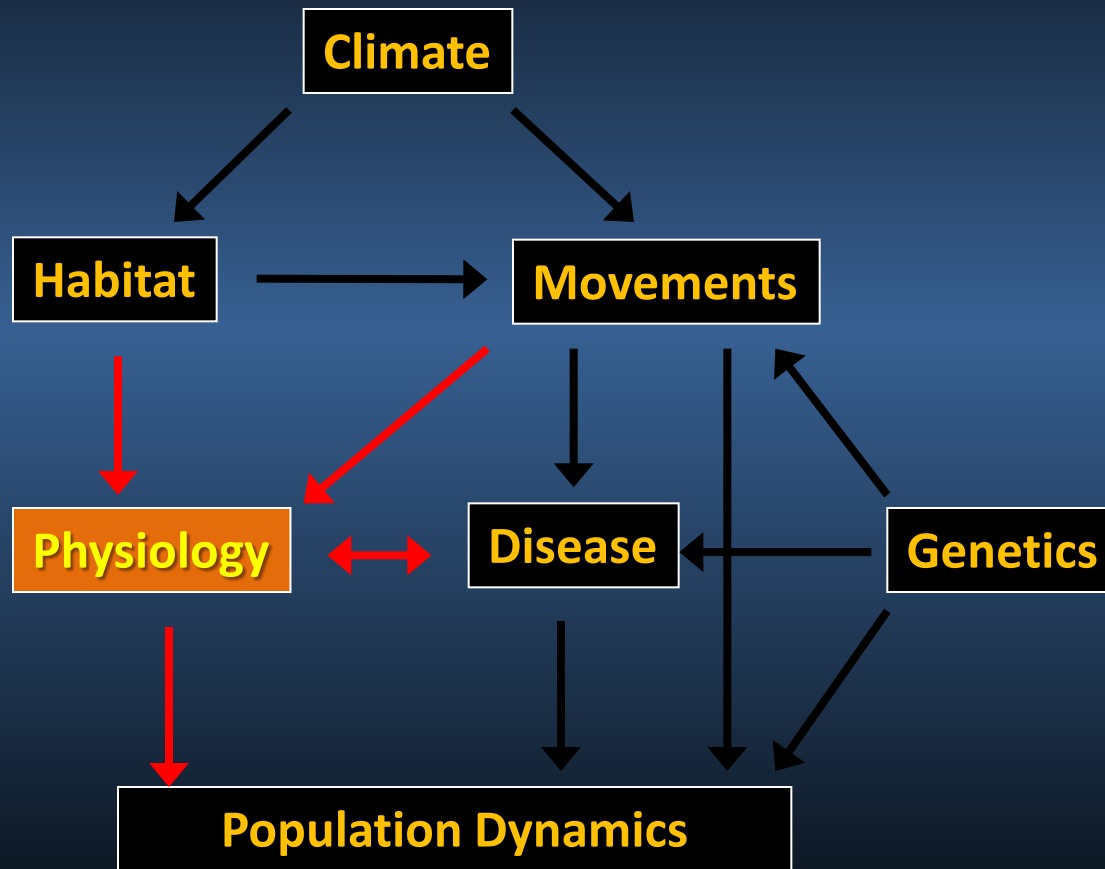 Climate
Habitat
Movements
Physiology
Disease
Genetics
Population Dynamics